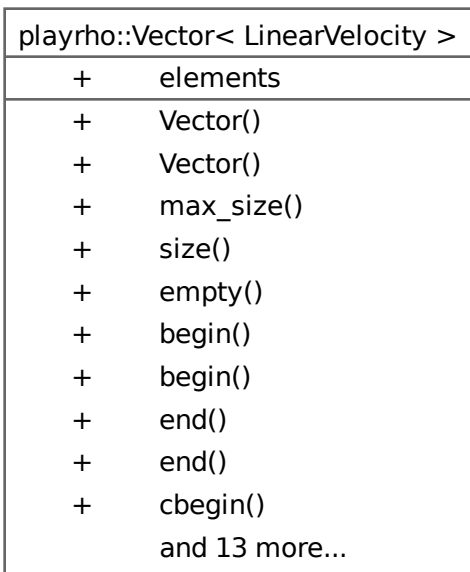 playrho::Vector< LinearVelocity >
+ elements
+ Vector()
+ Vector()
+ max_size()
+ size()
+ empty()
+ begin()
+ begin()
+ end()
+ end()
+ cbegin()
and 13 more...